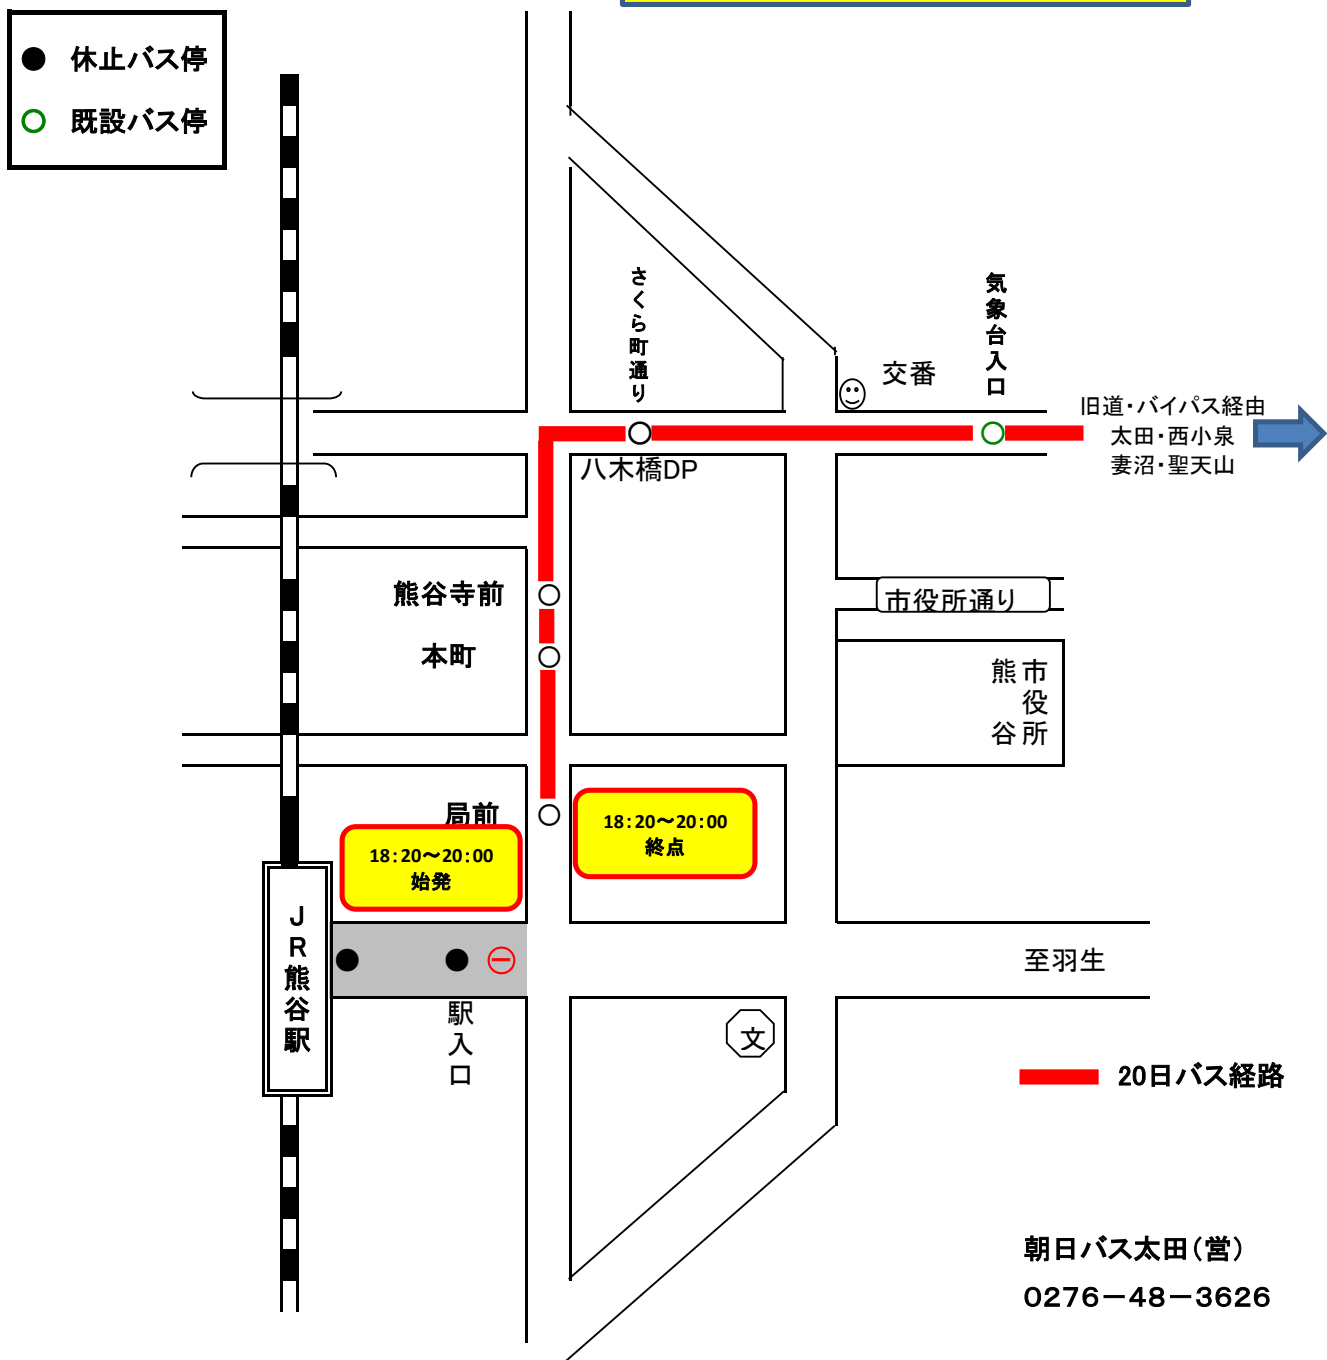 休止バス停
既設バス停
さくら町通り
気象台入口
交番
旧道・バイパス経由
太田・西小泉
妻沼・聖天山
八木橋DP
熊谷寺前
市役所通り
本町
熊谷
市役所
局前
18:20～20:00
終点
18:20～20:00
始発
JR熊谷駅
至羽生
駅入口
文
20日バス経路
朝日バス太田（営）
0276－48－3626